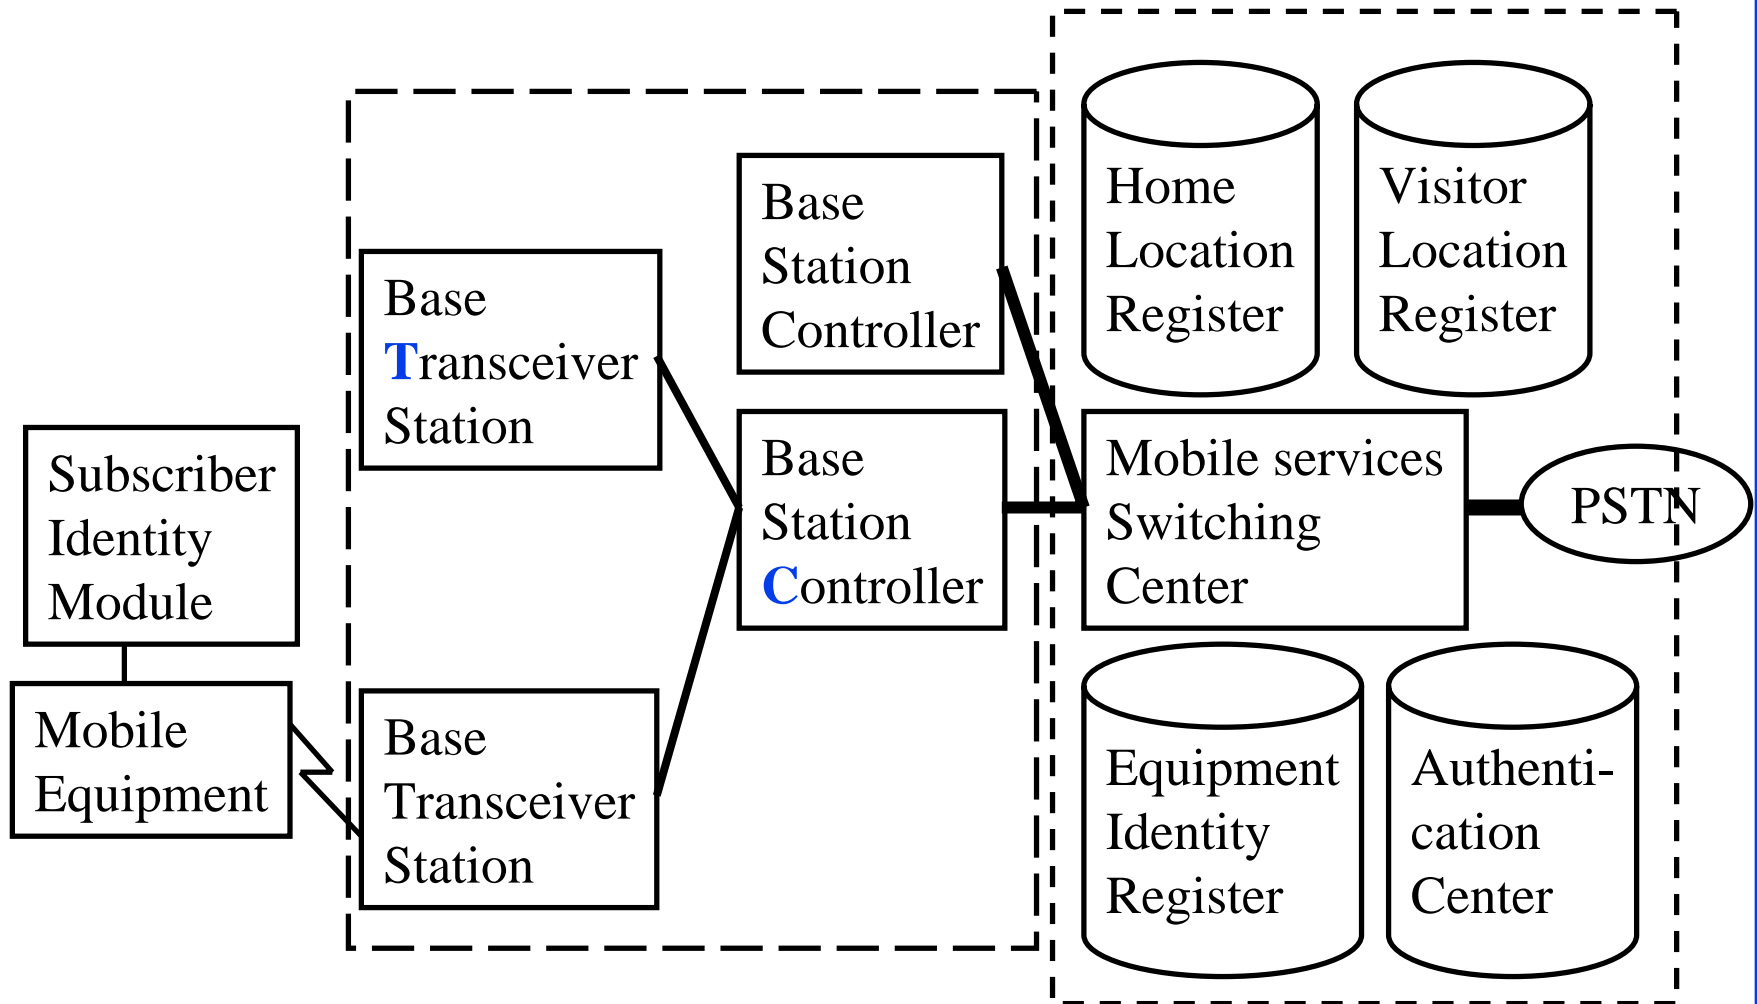 Subscriber
Identity
Module
Mobile
Equipment
Base
Transceiver
Station
Base
Transceiver
Station
Base
Station
Controller
Base
Station
Controller
Home
Location
Register
Visitor
Location
Register
Mobile services
Switching
Center
PSTN
Equipment
Identity
Register
Authenti-
cation
Center